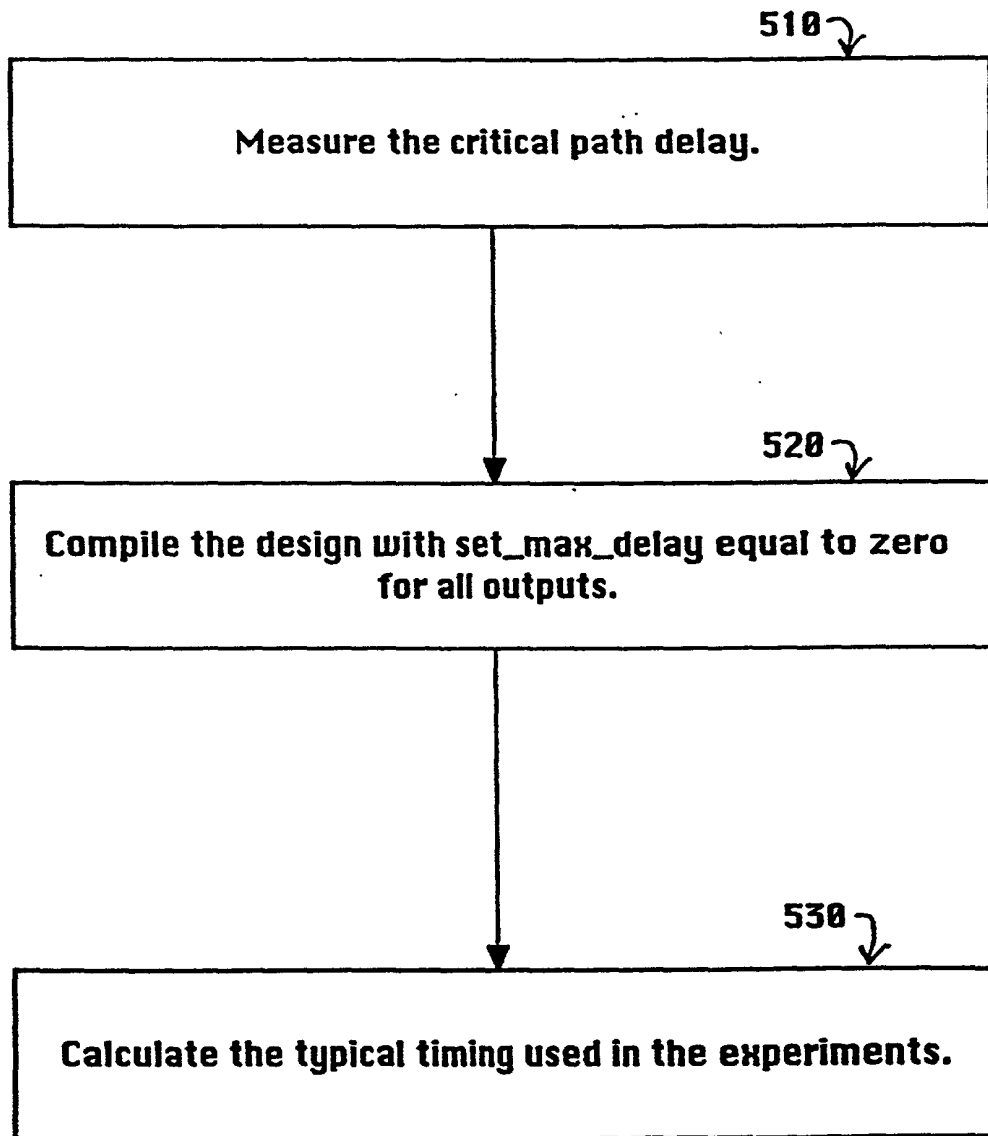 510
Measure the critical path delay.
520
Compile the design with set_max_delay equal to zero
for all outputs.
530
Calculate the typical timing used in the experiments.